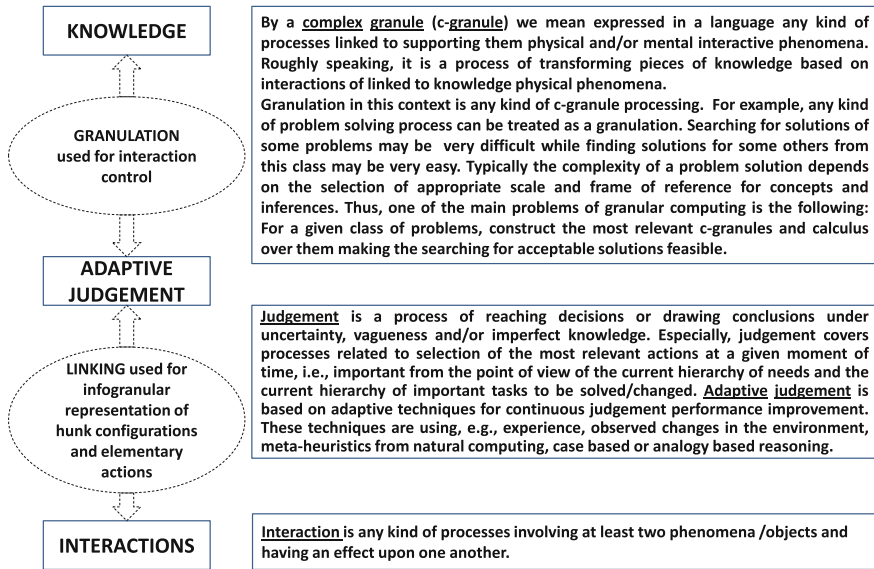 KNOWLEDGE
GRANULATION
used for interaction
control
ADAPTIVE
JUDGEMENT
LINKING used for
infogranular
representation of
hunk configurations
and elementary
actions
INTERACTIONS
By a complex granule (c-granule) we mean expressed in a language any kind of
processes linked to supporting them physical and/or mental interactive phenomena.
Roughly speaking, it is a process of transforming pieces of knowledge based on
interactions of linked to knowledge physical phenomena.
Granulation in this context is any kind of c-granule processing. For example, any kind
of problem solving process can be treated as a granulation. Searching for solutions of
some problems may be very difficult while finding solutions for some others from
this class may be very easy. Typically the complexity of a problem solution depends
on the selection of appropriate scale and frame of reference for concepts and
inferences. Thus, one of the main problems of granular computing is the following:
For a given class of problems, construct the most relevant c-granules and calculus
over them making the searching for acceptable solutions feasible.
Judgement is a process of reaching decisions or drawing conclusions under
uncertainty, vagueness and/or imperfect knowledge. Especially, judgement covers
processes related to selection of the most relevant actions at a given moment of
time, i.e., important from the point of view of the current hierarchy of needs and the
current hierarchy of important tasks to be solved/changed. Adaptive judgement is
based on adaptive techniques for continuous judgement performance improvement.
These techniques are using, e.g., experience, observed changes in the environment,
meta-heuristics from natural computing, case based or analogy based reasoning.
Interaction is any kind of processes involving at least two phenomena /objects and
having an effect upon one another.